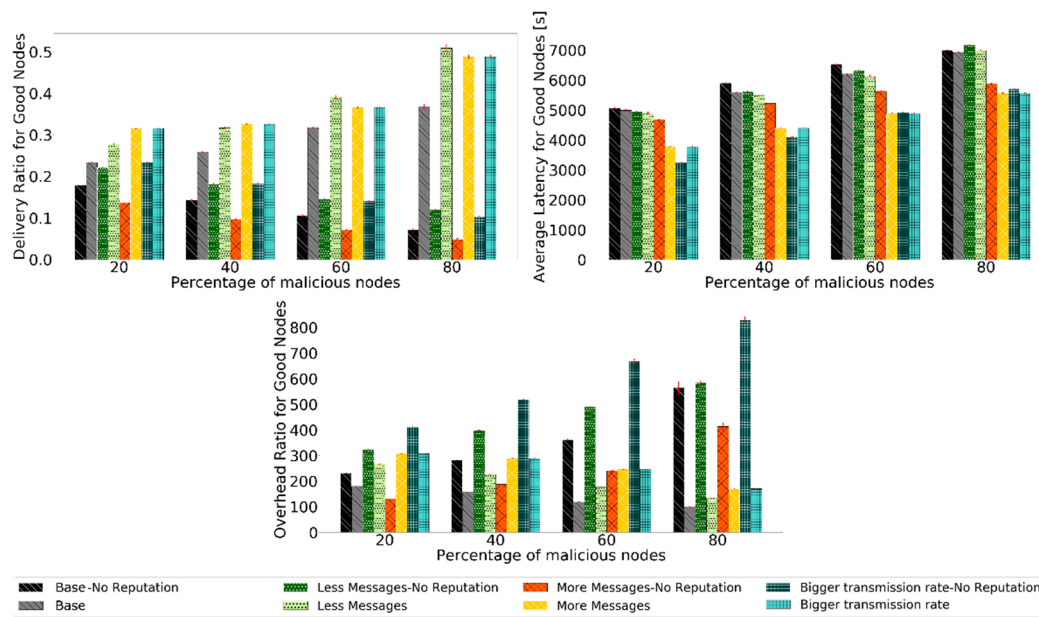 Delivery Ratio for Good Nodes
0.5
0.4
0.3
0.2
0.1
0.0
20 40 60 80
Percentage of malicious nodes
Average Latency for Good Nodes [s]
7000
6000
5000
4000
3000
2000
1000
0
20 40 60 80
Percentage of malicious nodes
Overhead Ratio for Good Nodes
800
700
600
500
400
300
200
100
0
20 40 60 80
Percentage of malicious nodes
Base-No Reputation Less Messages-No Reputation More Messages-No Reputation Bigger transmission rate-No Reputation
Base Less Messages More Messages Bigger transmission rate